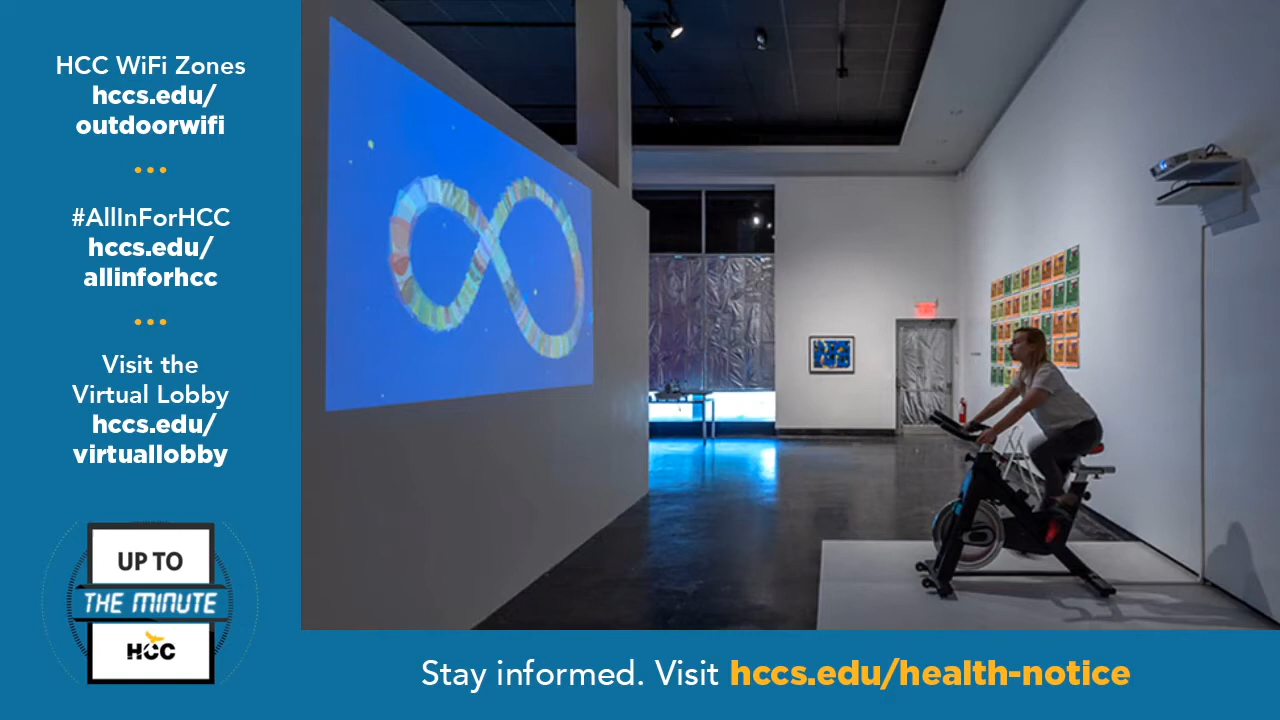 HCC WiFi Zones
hccs.edu/
outdoorwifi
#AllInForHCC
hccs.edu/
allinforhcc
Visit the
Virtual Lobby
hccs.edu/
virtuallobby
UP TO
THE MINUTE
HCC
Stay informed. Visit hccs.edu/health-notice